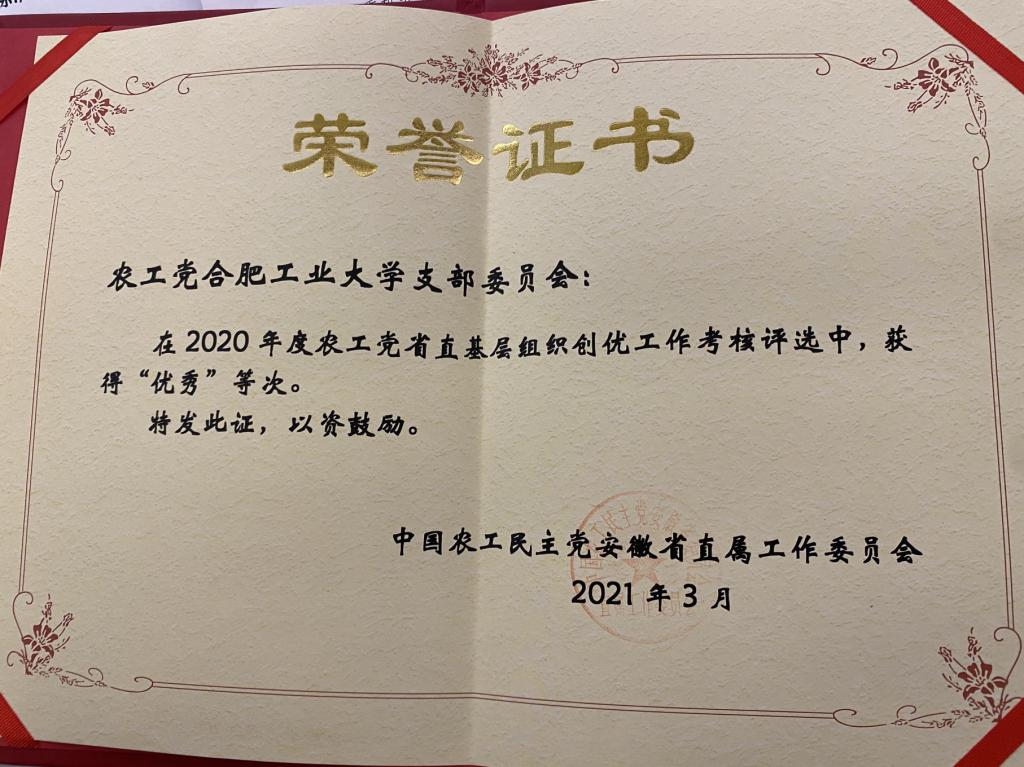 荣誉证书
农工党合肥工业大学支部委员会：
在2020年度农工党省直基层组织创优工作考核评选中，获
得“优秀”等次。
特发此证，以资鼓励。
中国农工民主党安徽省直属工作委员会
2021年3月